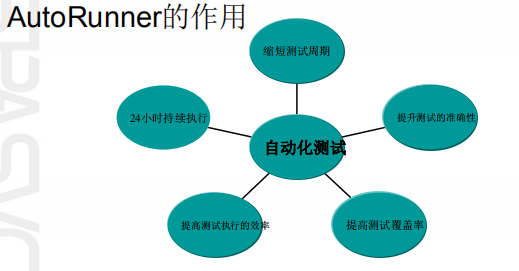 AutoRunner的作用
缩短测试周期
24小时持续执行
提升测试的准确性
自动化测试
提高测试执行的效率
提高测试覆盖率